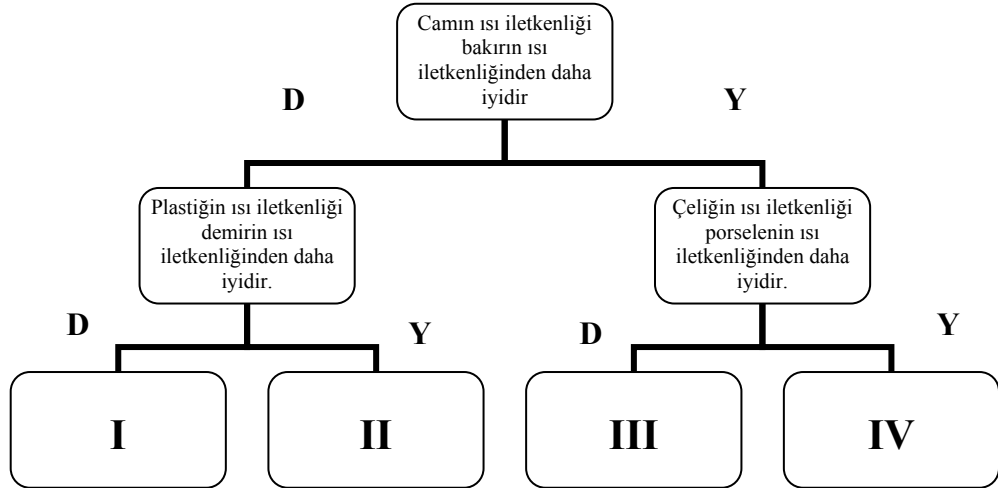 Camın ısı iletkenliği
bakırın ısı
iletkenliğinden daha
iyidir
D
Y
Plastiğin ısı iletkenliği
demirin ısı
iletkenliğinden daha
iyidir.
Çeliğin ısı iletkenliği
porselenin ısı
iletkenliğinden daha
iyidir.
D
Y
D
Y
I
II
III
IV